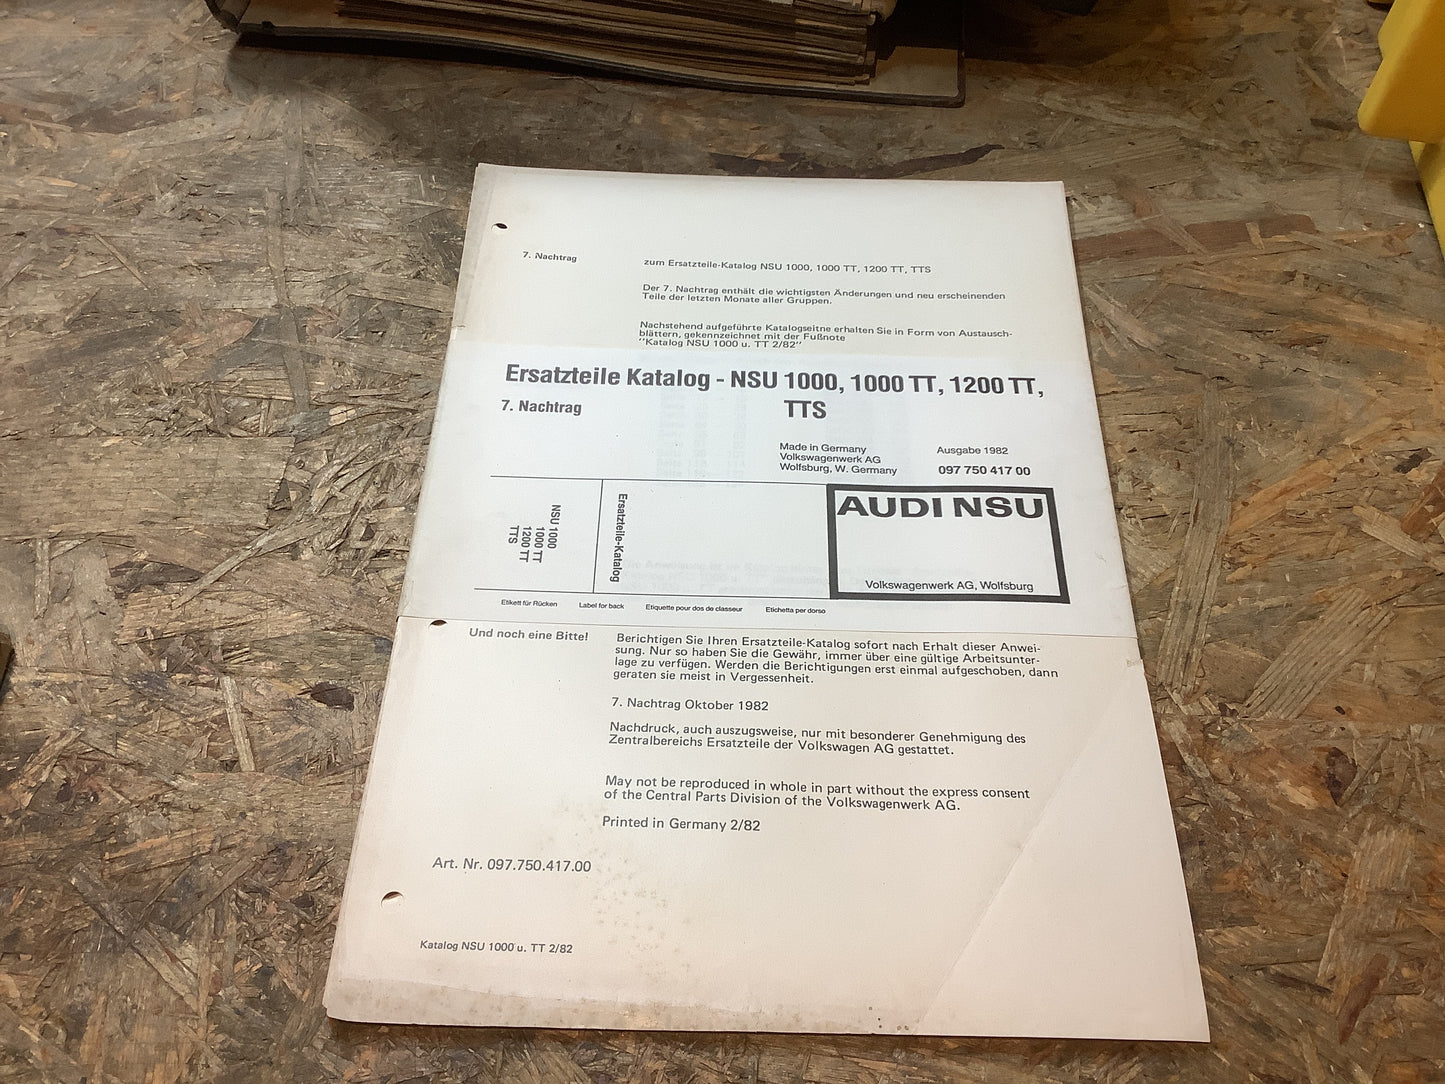 7. Nachtrag
zum Ersatzteile-Katalog NSU 1000, 1000 TT, 1200 TT, TTS
Der 7. Nachtrag enthält die wichtigsten Änderungen und neu erscheinenden
Teile der letzten Monate aller Gruppen.
Nachstehend aufgeführte Katalogseitne erhalten Sie in Form von Austausch-
blättern, gekennzeichnet mit der Fußnote
"Katalog NSU 1000 u. TT 2/82"
Ersatzteile Katalog - NSU 1000, 1000 TT, 1200 TT,
TTS
7. Nachtrag
Made in Germany
Volkswagenwerk AG
Wolfsburg, W. Germany
Ausgabe 1982
097 750 417 00
NSU 1000
1000 TT
1200 TT
TTS
Ersatzteile-Katalog
AUDI NSU
Volkswagenwerk AG, Wolfsburg
Etikett für Rücken Label for back Etiquette pour dos de classeur Etichetta per dorso
Und noch eine Bitte!
Berichtigen Sie Ihren Ersatzteile-Katalog sofort nach Erhalt dieser Anwei-
sung. Nur so haben Sie die Gewähr, immer über eine gültige Arbeitsunter-
lage zu verfügen. Werden die Berichtigungen erst einmal aufgeschoben, dann
geraten sie meist in Vergessenheit.
7. Nachtrag Oktober 1982
Nachdruck, auch auszugsweise, nur mit besonderer Genehmigung des
Zentralbereichs Ersatzteile der Volkswagen AG gestattet.
May not be reproduced in whole in part without the express consent
of the Central Parts Division of the Volkswagenwerk AG.
Printed in Germany 2/82
Art. Nr. 097.750.417.00
Katalog NSU 1000 u. TT 2/82